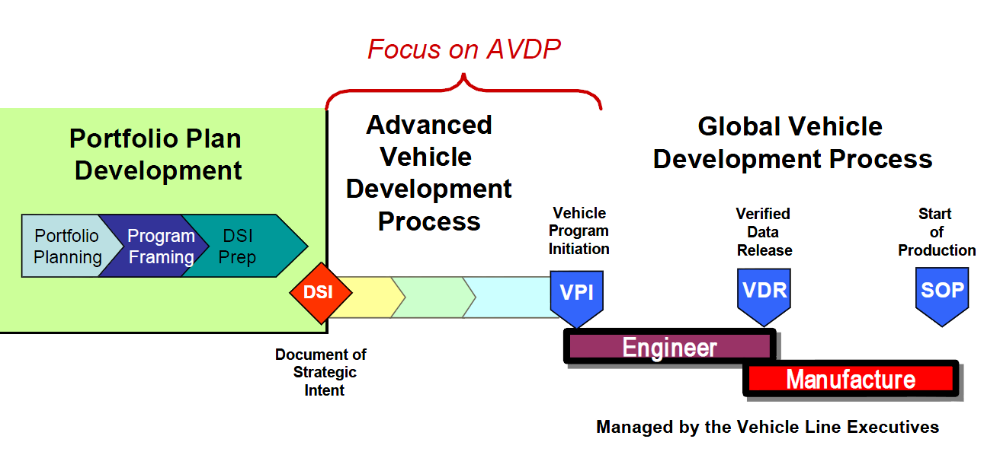 Focus on AVDP
Portfolio Plan
Development
Advanced
Vehicle
Development
Process
Global Vehicle
Development Process
Portfolio
Planning
Program
Framing
DSI
Prep
DSI
Document of
Strategic
Intent
Vehicle
Program
Initiation
VPI
Verified
Data
Release
VDR
Start
of
Production
SOP
Engineer
Manufacture
Managed by the Vehicle Line Executives